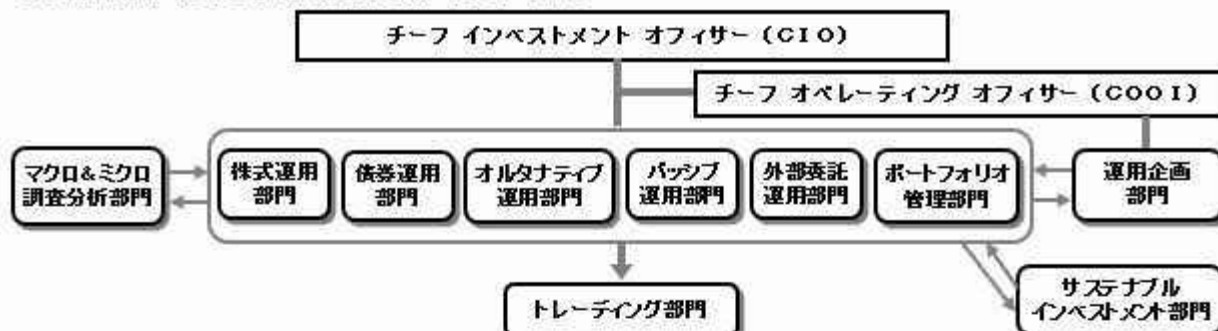 チーフ インベストメント オフィサー (CIO)
チーフ オペレーティング オフィサー (COOI)
マクロ&ミクロ
調査分析部門
株式運用
部門
債券運用
部門
オルタナティブ
運用部門
パッシブ
運用部門
外部委託
運用部門
ポートフォリオ
管理部門
運用企画
部門
トレーディング部門
サステナブル
インベストメント部門